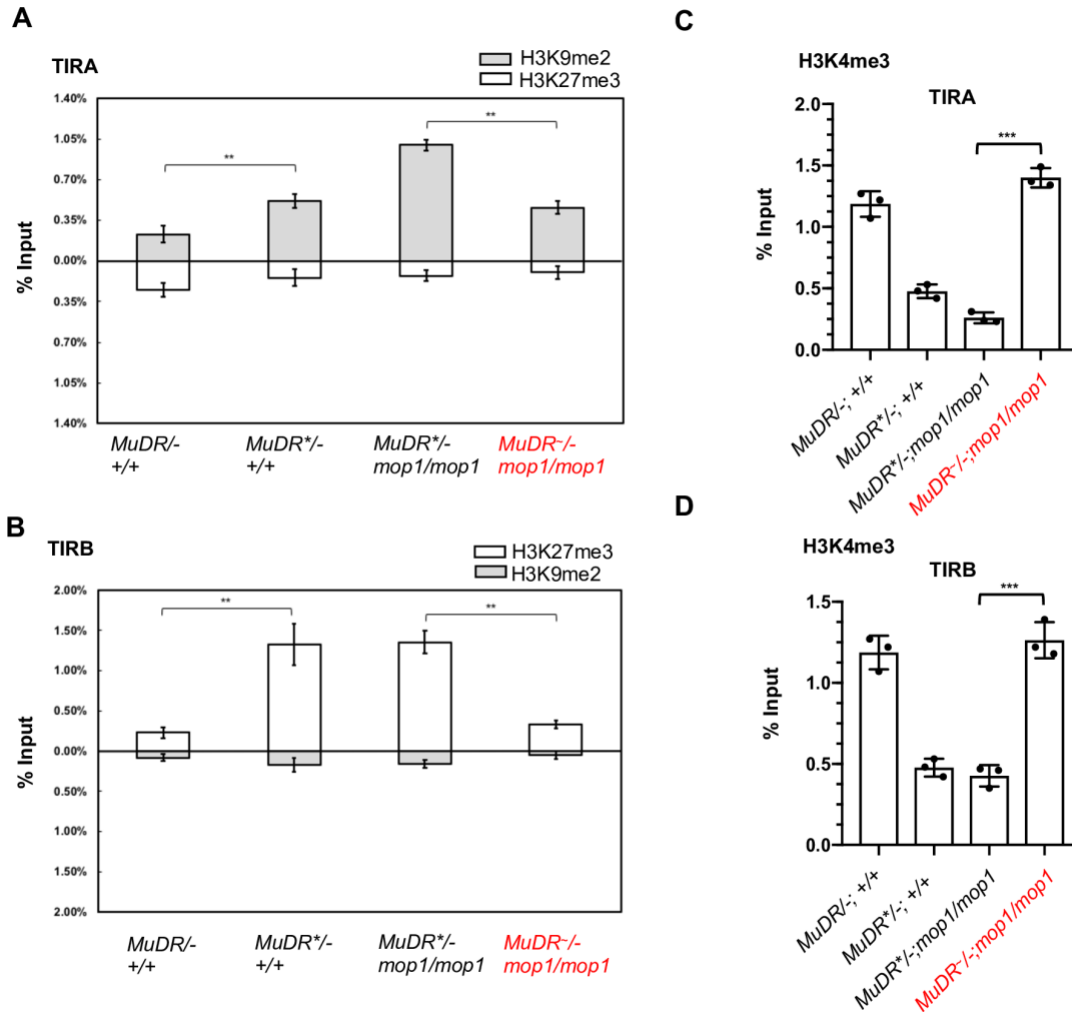 A
TIRA
H3K9me2
H3K27me3
1.40%
1.05%
0.70%
0.35%
0.00%
0.35%
0.70%
1.05%
1.40%
% Input
**
**
MuDR/-
+/+
MuDR*/-
+/+
MuDR*/-
mop1/mop1
MuDR~/-
mop1/mop1
B
TIRB
H3K27me3
H3K9me2
2.00%
1.50%
1.00%
0.50%
0.00%
0.50%
0.00%
1.50%
2.00%
% Input
**
**
MuDR/-
+/+
MuDR*/-
+/+
MuDR*/-
mop1/mop1
MuDR~/-
mop1/mop1
C
H3K4me3
TIRA
2.0
1.5
1.0
0.5
0.0
% Input
***
MuDR/-; +/+
MuDR*/-; +/+
MuDR*/-;mop1/mop1
MuDR~/-;mop1/mop1
D
H3K4me3
TIRB
1.5
1.0
0.5
0.0
% Input
***
MuDR/-; +/+
MuDR*/-; +/+
MuDR*/-;mop1/mop1
MuDR~/-;mop1/mop1